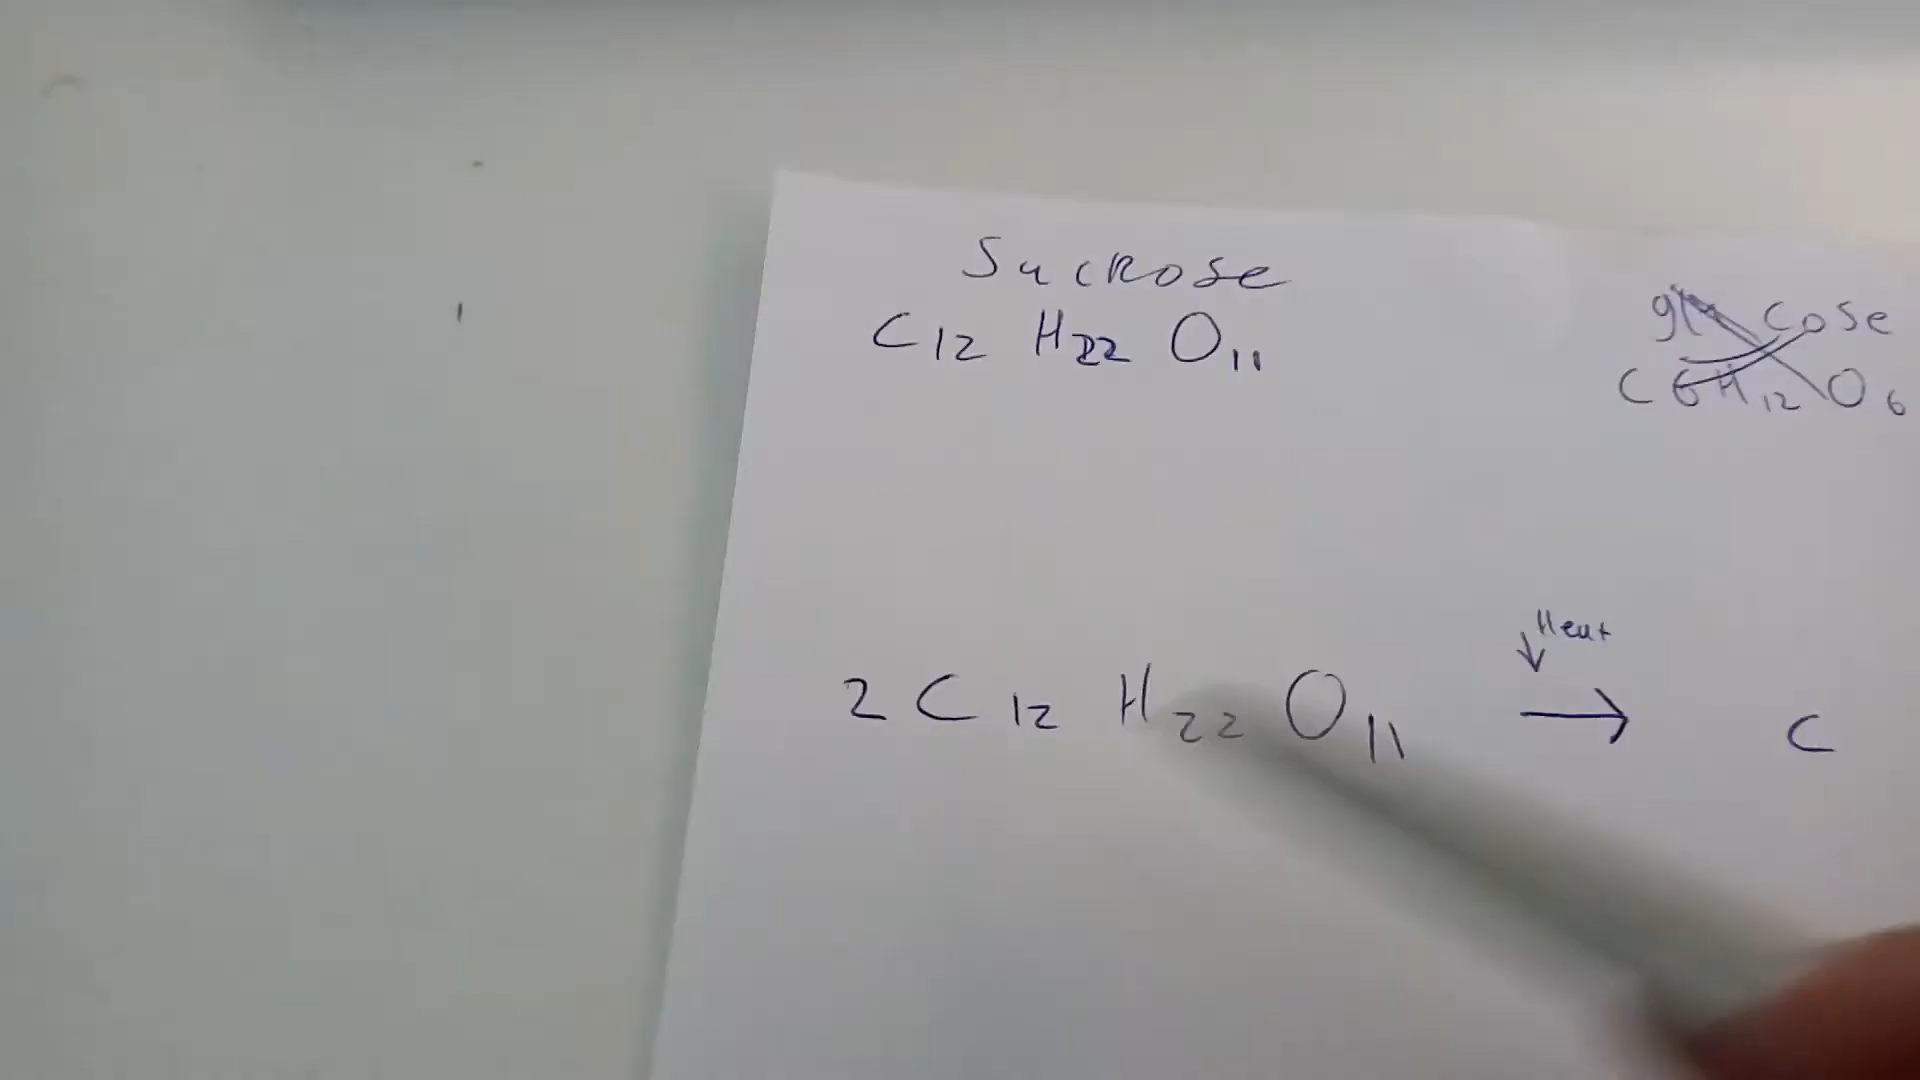 Sucrose
C12 H22 O11
glucose
C6H12O6
Heat
2 C12 H22 O11 → C